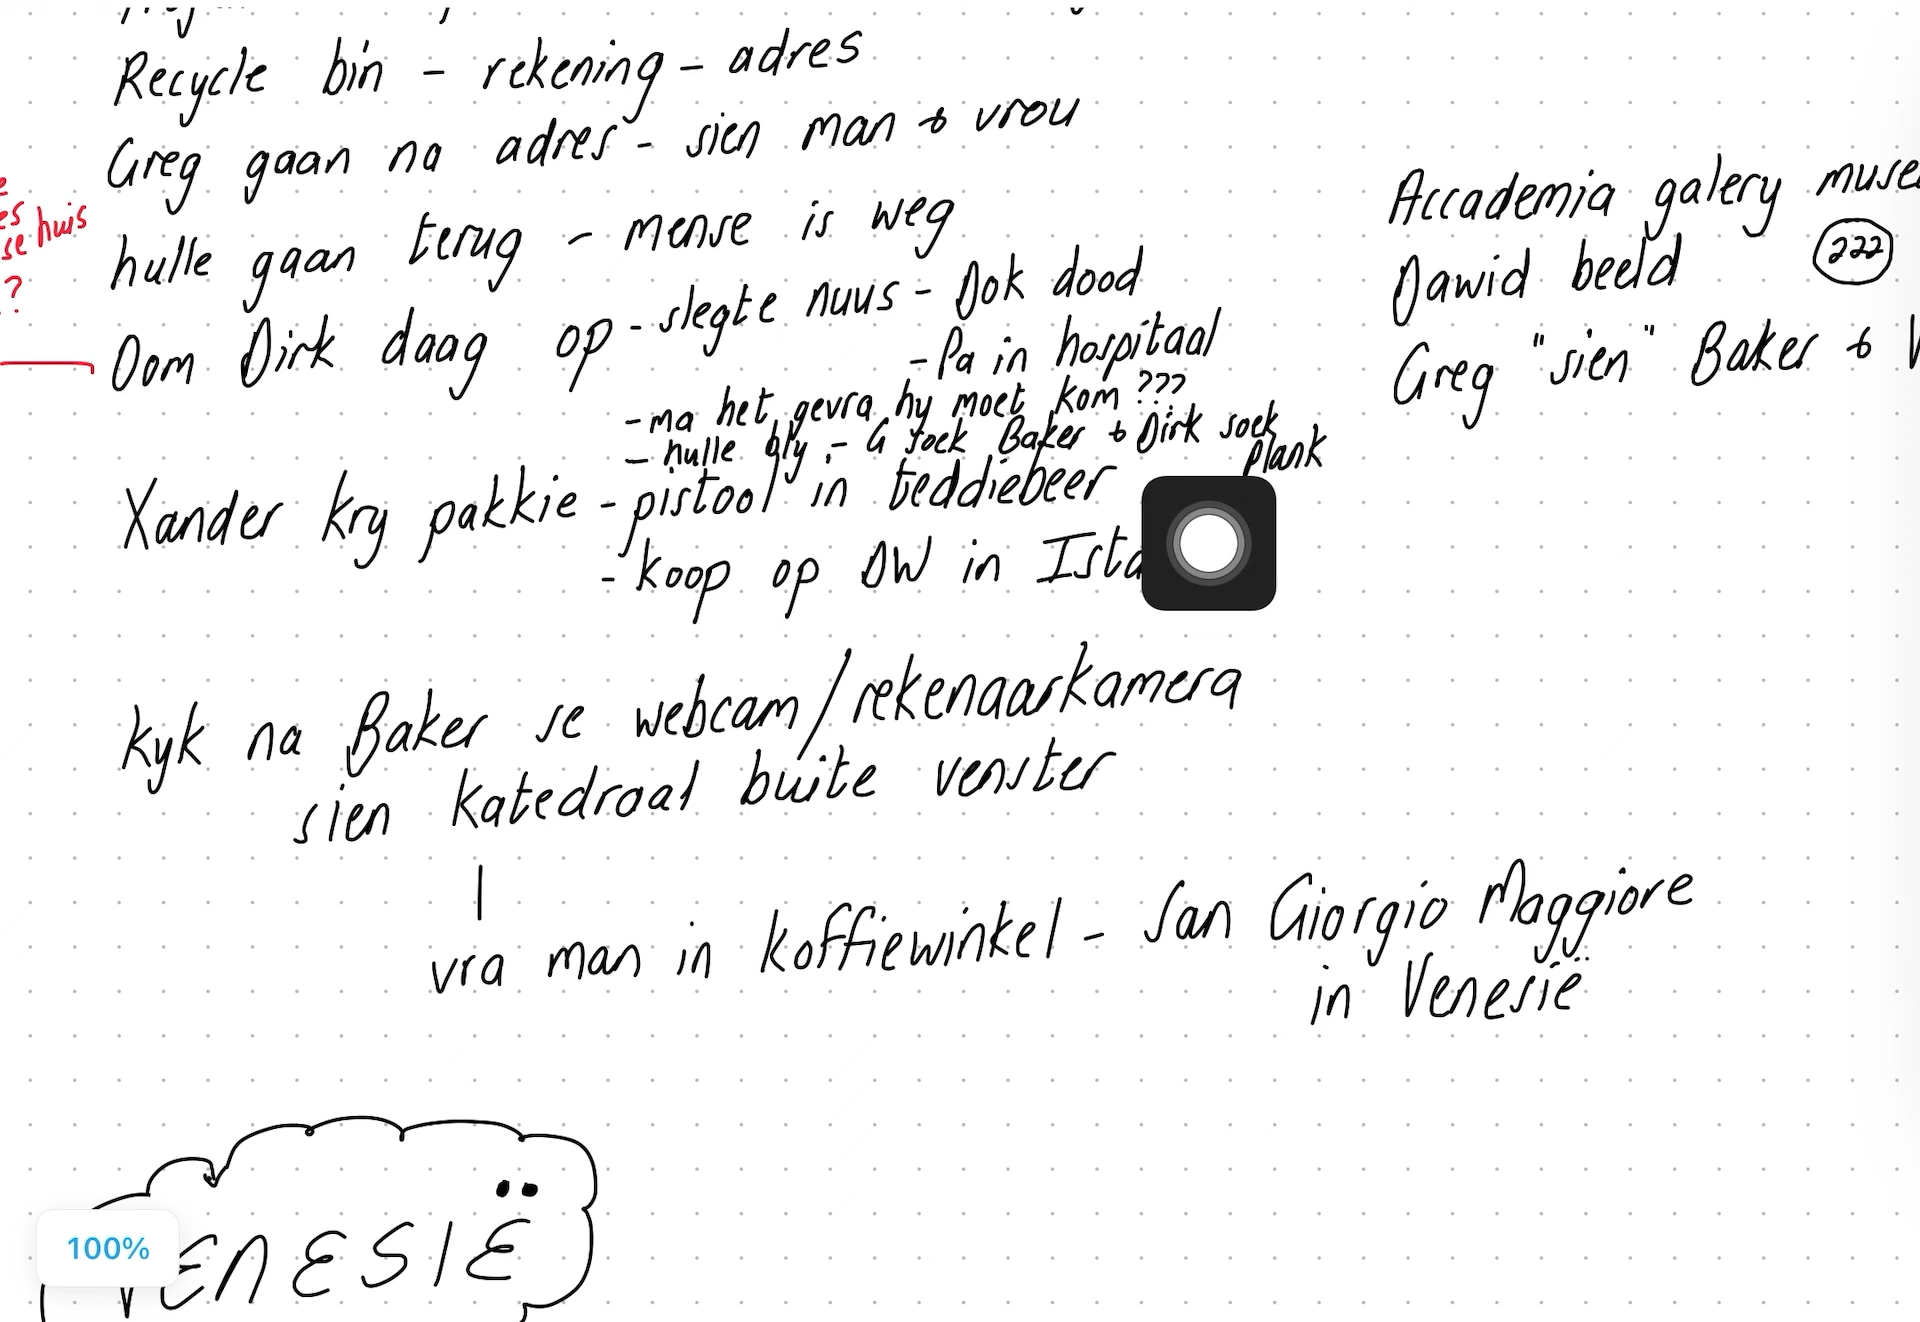 Recycle bin - rekening - adres
Greg gaan na adres - sien man & vrou
hulle gaan terug - mense is weg
Oom Dirk daag op - slegte nuus - Dok dood
- Pa in hospitaal
- ma het gevra hy moet kom ???
- hulle bly - G soek Baker & Dirk soek
plank
Xander kry pakkie - pistool in teddiebeer
- koop op DW in
kyk na Baker se webcam/rekenaarkamera
sien katedraal buite venster
vra man in koffiewinkel - San Giorgio Maggiore
in Venesië
huis
se
?
Accademia galery
Dawid beeld 222
Greg "sien" Baker &
VENESIË
100%